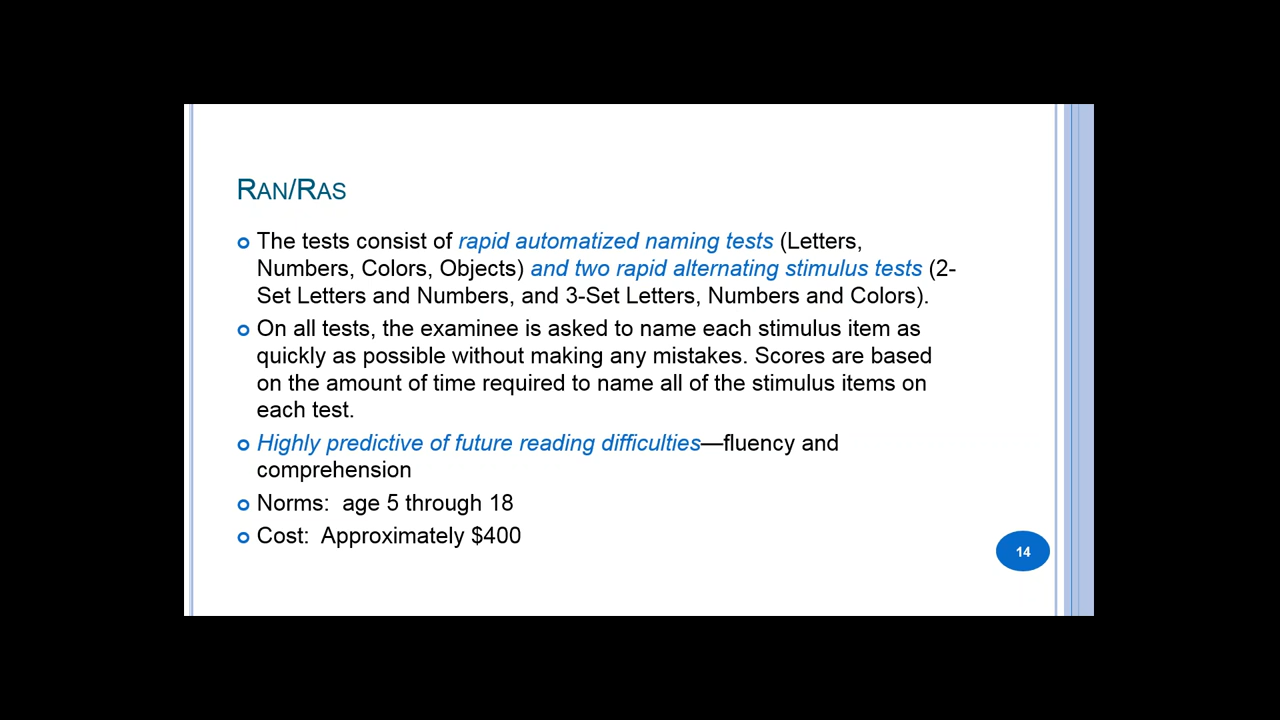 RAN/RAS
The tests consist of rapid automatized naming tests (Letters,
Numbers, Colors, Objects) and two rapid alternating stimulus tests (2-
Set Letters and Numbers, and 3-Set Letters, Numbers and Colors).
On all tests, the examinee is asked to name each stimulus item as
quickly as possible without making any mistakes. Scores are based
on the amount of time required to name all of the stimulus items on
each test.
Highly predictive of future reading difficulties—fluency and
comprehension
Norms:  age 5 through 18
Cost:  Approximately $400
14